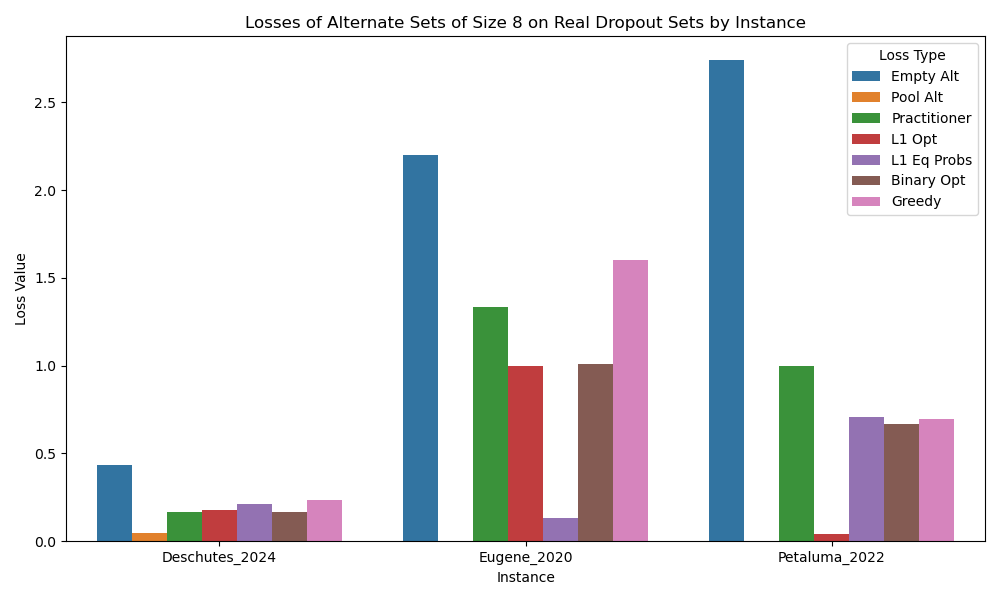 Losses of Alternate Sets of Size 8 on Real Dropout Sets by Instance
Loss Value
2.5
2.0
1.5
1.0
0.5
0.0
Loss Type
Empty Alt
Pool Alt
Practitioner
L1 Opt
L1 Eq Probs
Binary Opt
Greedy
Deschutes_2024
Eugene_2020
Petaluma_2022
Instance